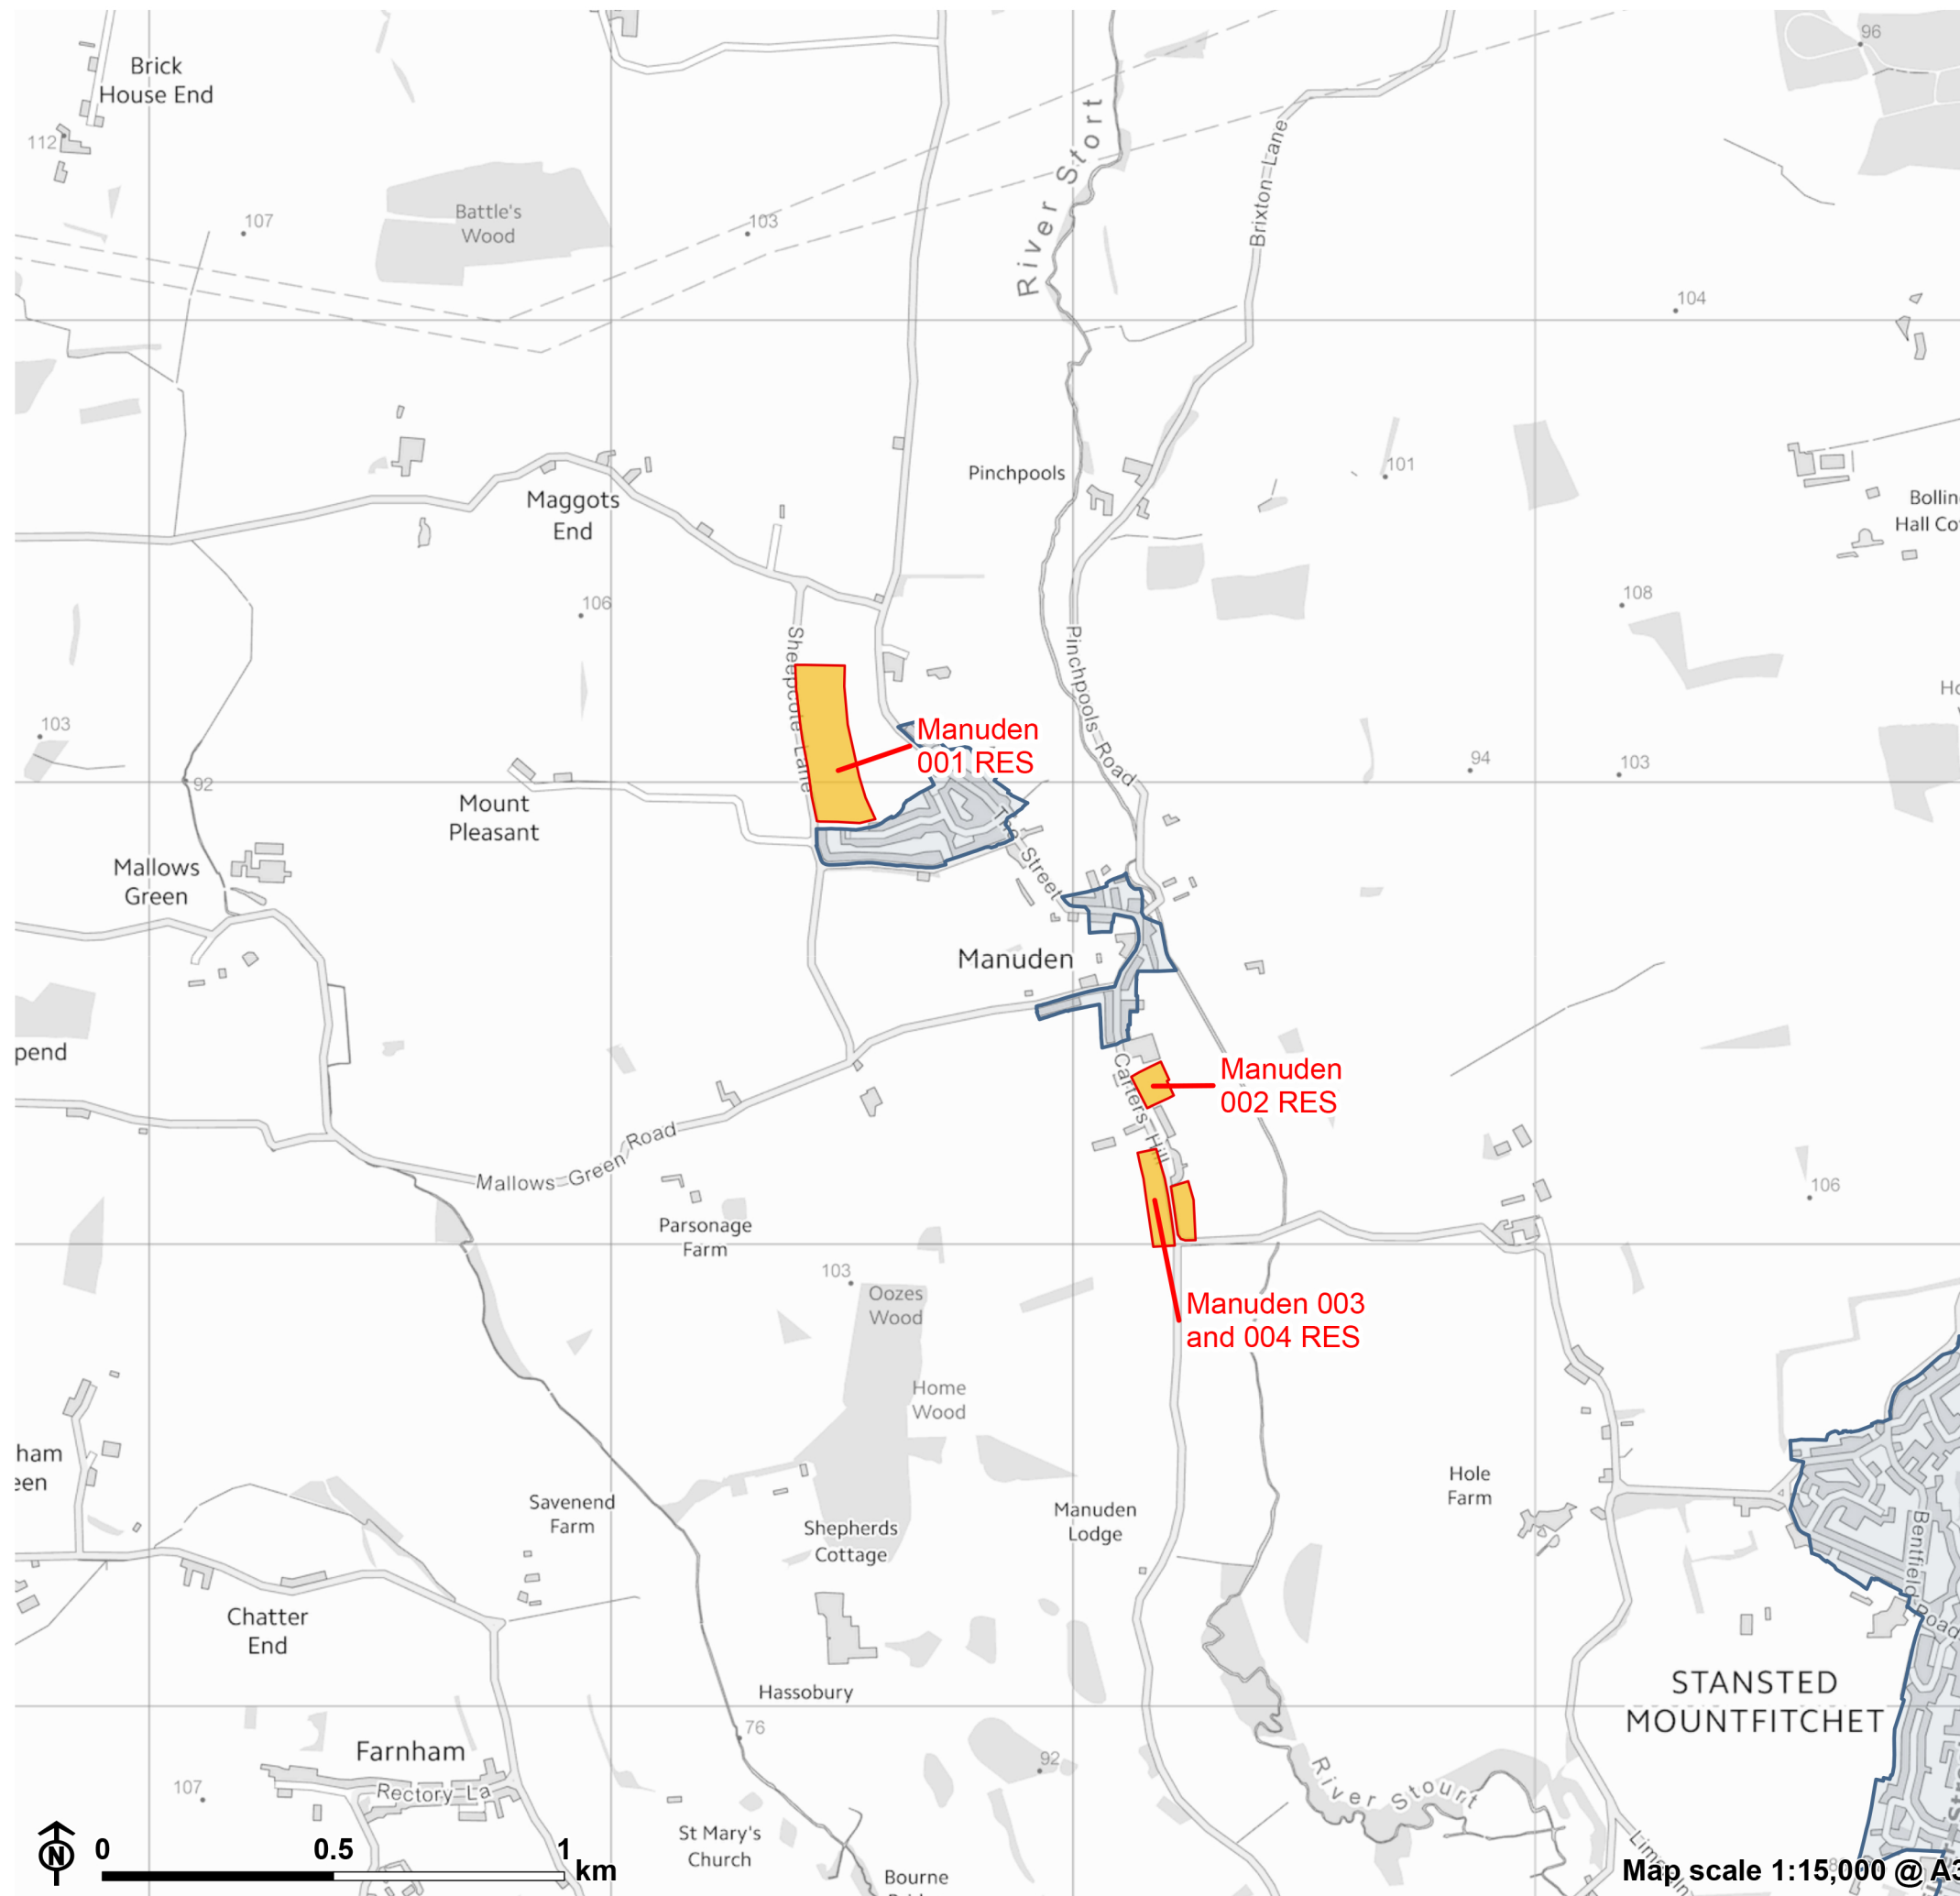 96
Brick
House End
112
River Stort
Brixton Lane
Battle's
Wood
107
103
104
Pinchpools
101
Maggots
End
Bollin
Hall Co
106
108
Sheepcote Lane
Pinchpools Road
Ho
103
Manuden
001 RES
94
103
92
Mount
Pleasant
The Street
Mallows
Green
Manuden
pend
Carters Hill
Manuden
002 RES
Mallows Green Road
106
Parsonage
Farm
103
Oozes
Wood
Manuden 003
and 004 RES
Home
Wood
ham
een
Hole
Farm
Savenend
Farm
Manuden
Lodge
Shepherds
Cottage
Bentfield Road
Chatter
End
STANSTED
MOUNTFITCHET
Hassobury
76
Farnham
92
107
Rectory La
River Stourt
St Mary's
Church
N
0
0.5
1
km
Bourne
Map scale 1:15,000 @ A3